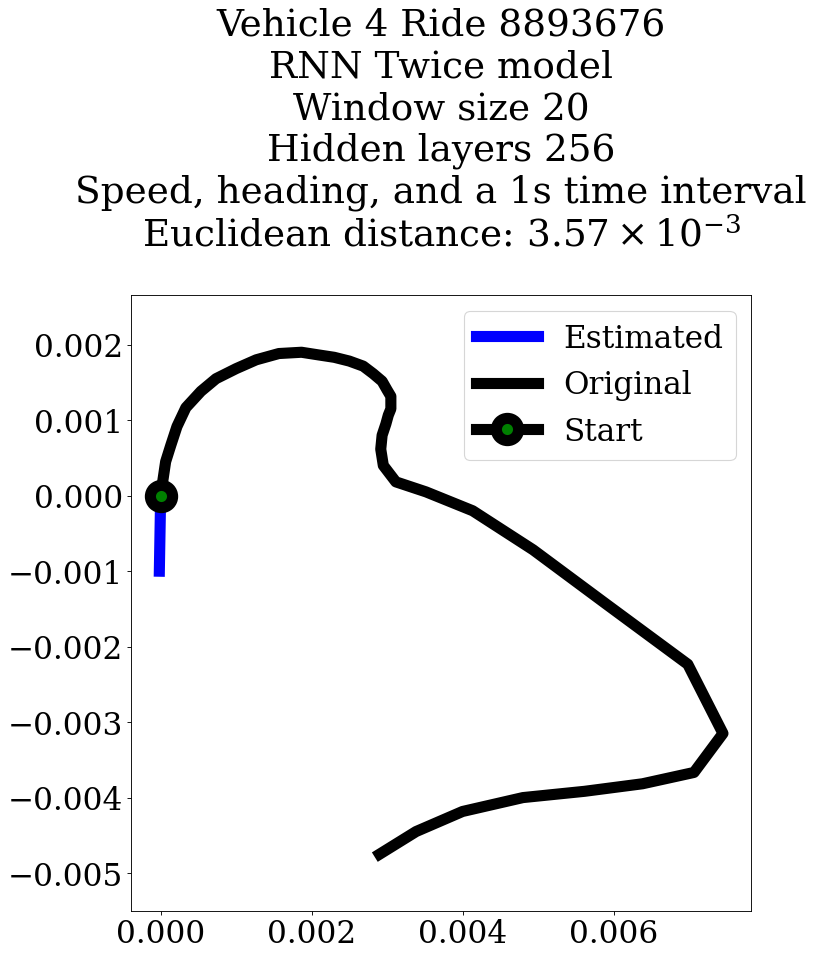 Vehicle 4 Ride 8893676
RNN Twice model
Window size 20
Hidden layers 256
Speed, heading, and a 1s time interval
Euclidean distance: 3.57 × 10⁻³
Estimated
Original
Start
0.002
0.001
0.000
−0.001
−0.002
−0.003
−0.004
−0.005
0.000 0.002 0.004 0.006